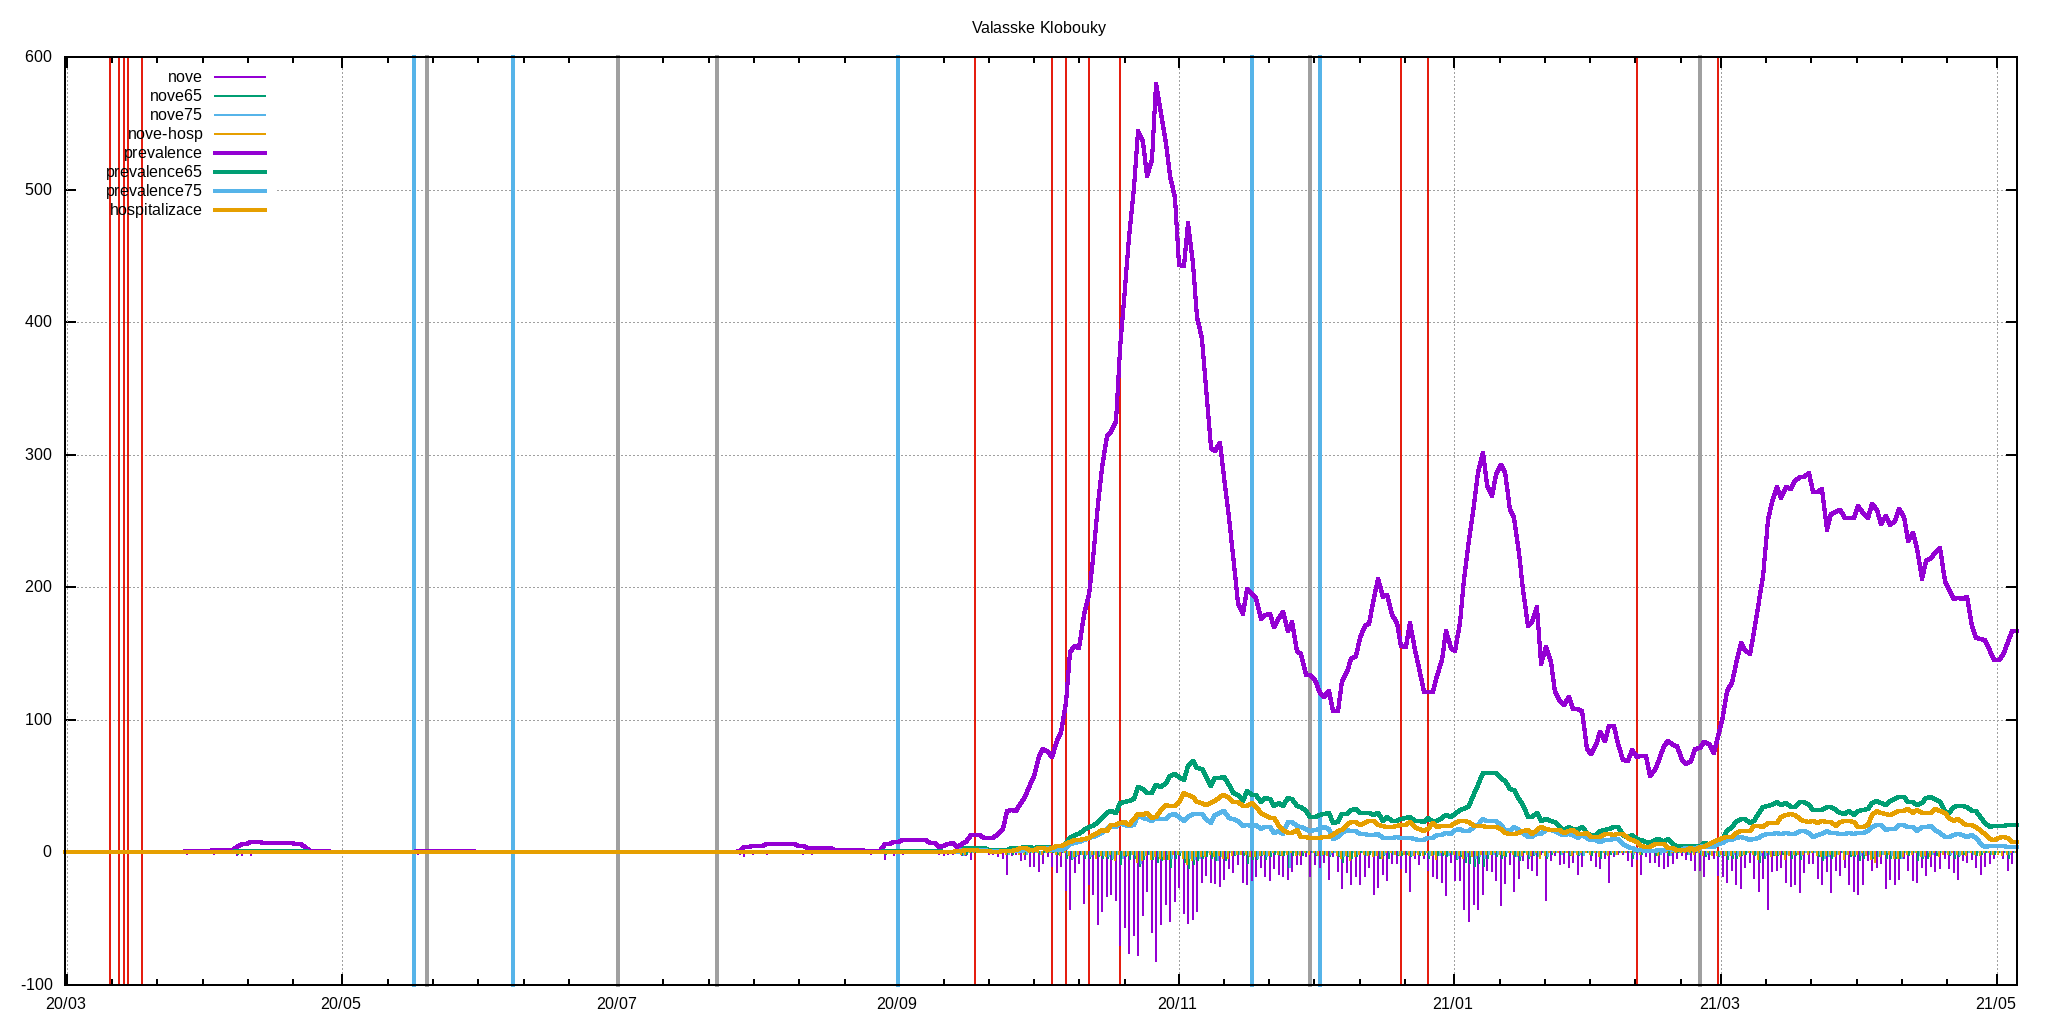 Valasske Klobouky
600
500
400
300
200
100
0
-100
nove
nove65
nove75
nove-hosp
prevalence
prevalence65
prevalence75
hospitalizace
20/03 20/05 20/07 20/09 20/11 21/01 21/03 21/05